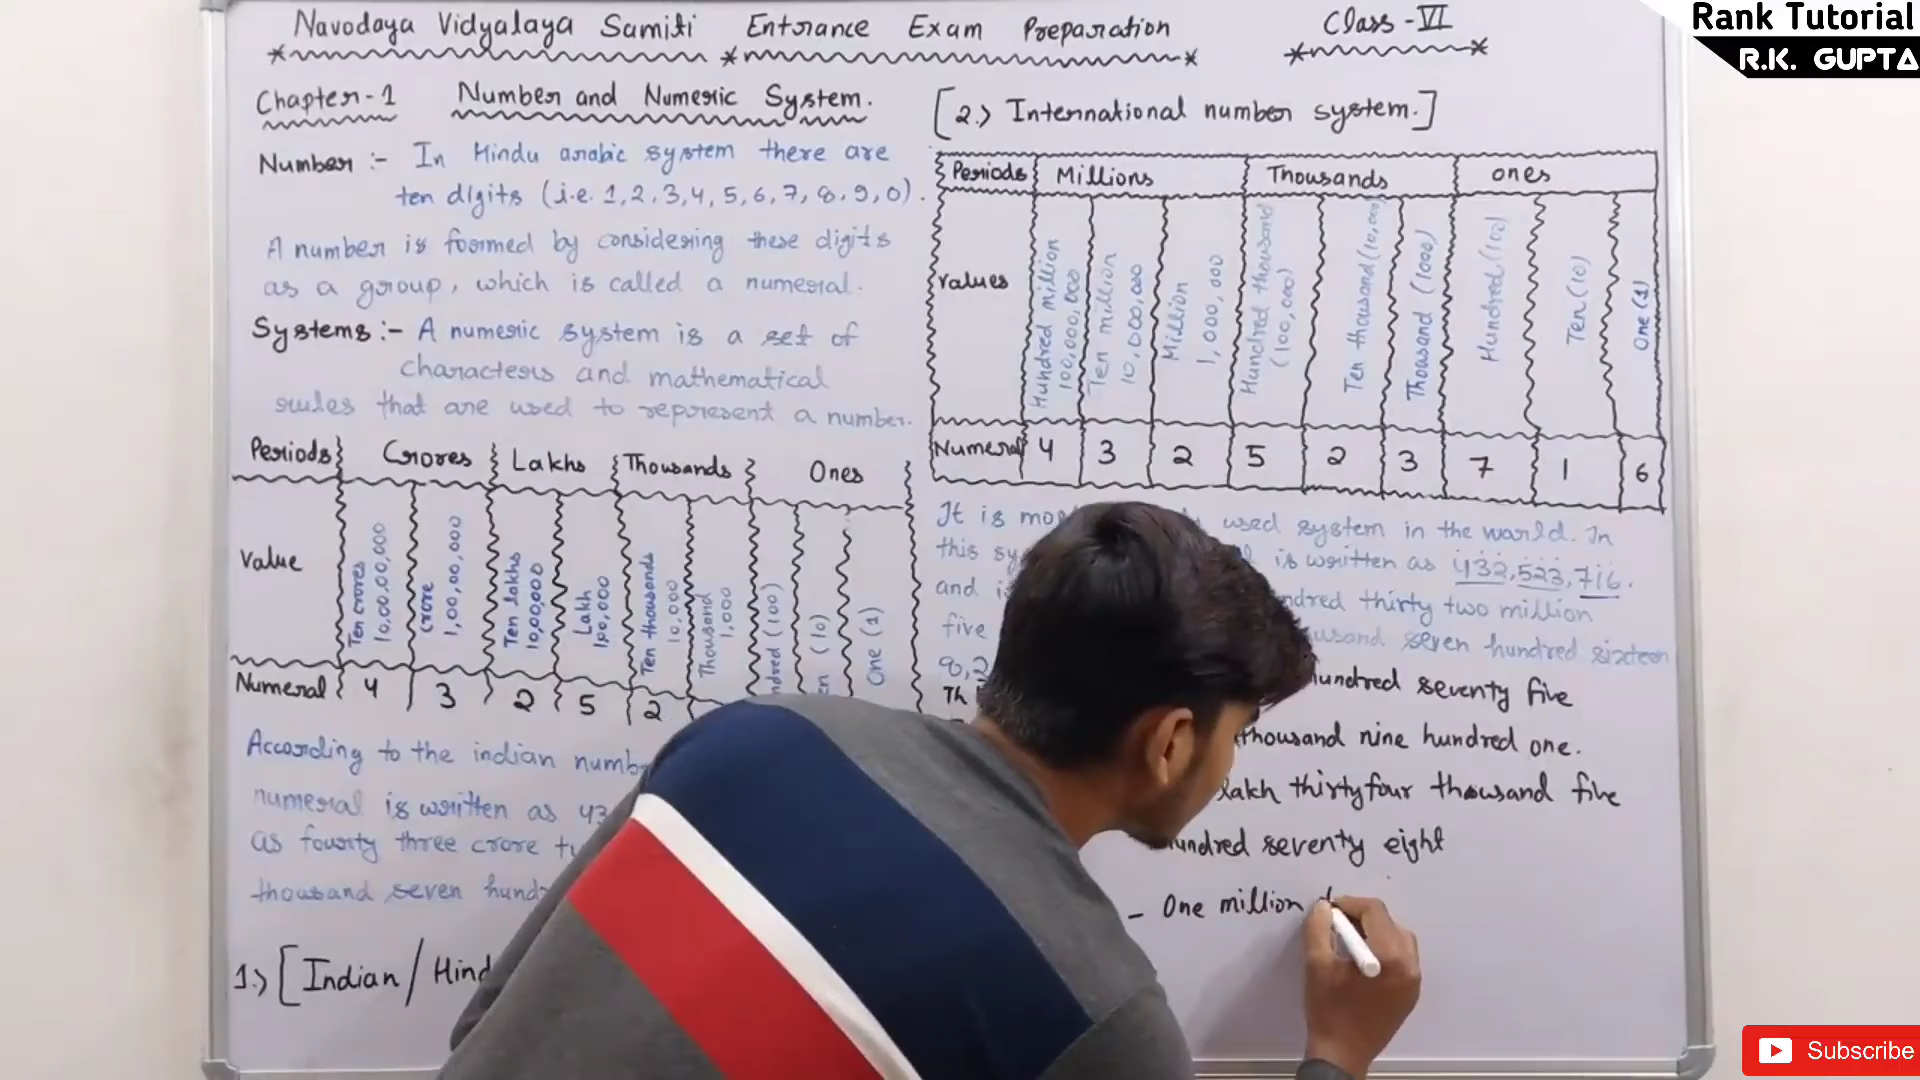 Navodaya Vidyalaya Samiti Entrance Exam Preparation Class-VI
Rank Tutorial
R.K. GUPTA
Chapter-1 Number and Numeric System.
Number :- In Hindu arabic system there are
ten digits (i.e. 1,2,3,4,5,6,7,8,9,0).
A number is formed by considering these digits
as a group, which is called a numeral.
Systems :- A numeric system is a set of
characters and mathematical
rules that are used to represent a number.
Periods Crores Lakhs Thousands Ones
Value
Ten crores 10,00,00,000
crore 1,00,00,000
Ten lakhs 10,00,000
Lakh 1,00,000
Ten thousands 10,000
Thousand 1,000
(100)
(10)
One (1)
Numeral 4 3 2 5 2
According to the indian
numeral is written as
as fourty three crore
thousand seven
1.) [Indian /
[2.) International number system.]
Periods Millions Thousands ones
Values
Hundred million 100,000,000
Ten million 10,000,000
Million 1,000,000
Hundred thousand (100,000)
Ten thousand (10,000)
Thousand (1000)
Hundred (100)
Ten (10)
One (1)
Numeral 4 3 2 5 2 3 7 1 6
It is used system in the world. In
this is written as 432,523,716.
and thirty two million
five seven hundred sixteen
Th hundred seventy five
thousand nine hundred one.
lakh thirtyfour thousand five
hundred seventy eight
- One million
Subscribe